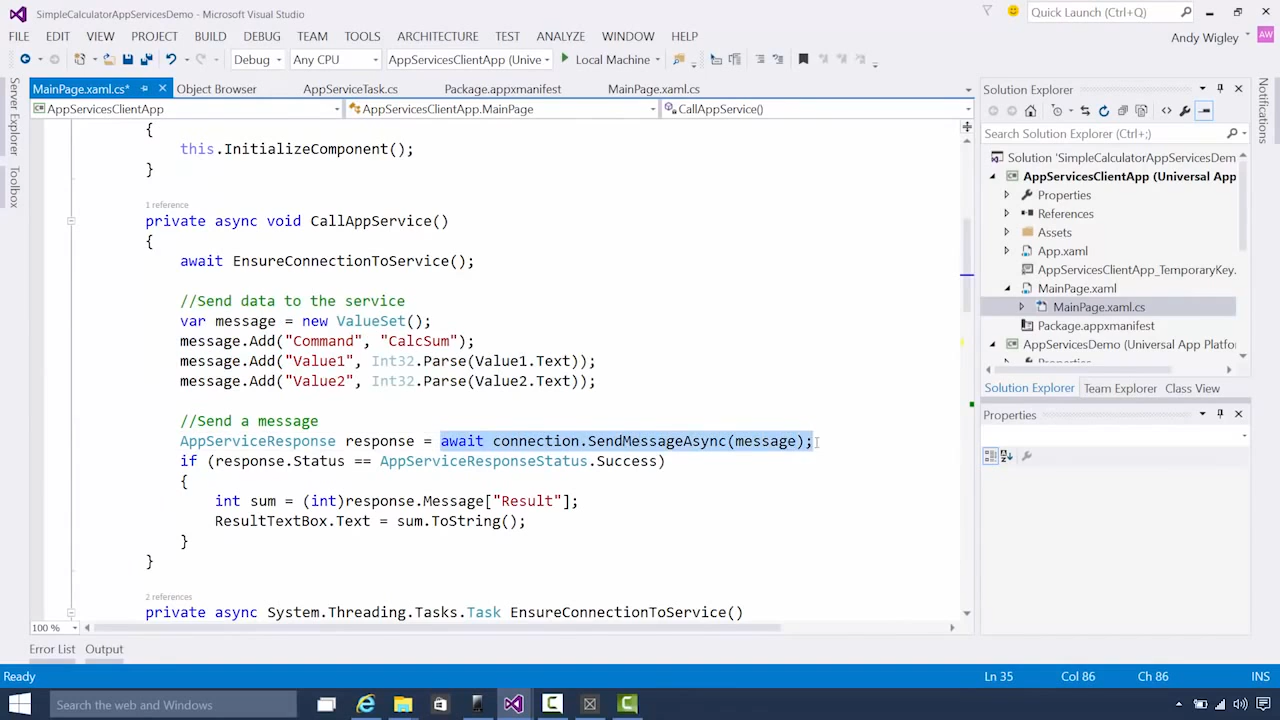 SimpleCalculatorAppServicesDemo - Microsoft Visual Studio
Quick Launch (Ctrl+Q)
FILE EDIT VIEW PROJECT BUILD DEBUG TEAM TOOLS ARCHITECTURE TEST ANALYZE WINDOW HELP
Andy Wigley AW
Debug Any CPU AppServicesClientApp (Unive Local Machine
Server Explorer
Toolbox
MainPage.xaml.cs* Object Browser AppServiceTask.cs Package.appxmanifest MainPage.xaml.cs
AppServicesClientApp AppServicesClientApp.MainPage CallAppService()
{
this.InitializeComponent();
}
1 reference
private async void CallAppService()
{
await EnsureConnectionToService();
//Send data to the service
var message = new ValueSet();
message.Add("Command", "CalcSum");
message.Add("Value1", Int32.Parse(Value1.Text));
message.Add("Value2", Int32.Parse(Value2.Text));
//Send a message
AppServiceResponse response = await connection.SendMessageAsync(message);
if (response.Status == AppServiceResponseStatus.Success)
{
int sum = (int)response.Message["Result"];
ResultTextBox.Text = sum.ToString();
}
}
2 references
private async System.Threading.Tasks.Task EnsureConnectionToService()
100 %
Error List Output
Solution Explorer
Search Solution Explorer (Ctrl+;)
Solution 'SimpleCalculatorAppServicesDem
AppServicesClientApp (Universal App
Properties
References
Assets
App.xaml
AppServicesClientApp_TemporaryKey.
MainPage.xaml
MainPage.xaml.cs
Package.appxmanifest
AppServicesDemo (Universal App Platfo
Solution Explorer Team Explorer Class View
Properties
Notifications
Ready Ln 35 Col 86 Ch 86 INS
Search the web and Windows